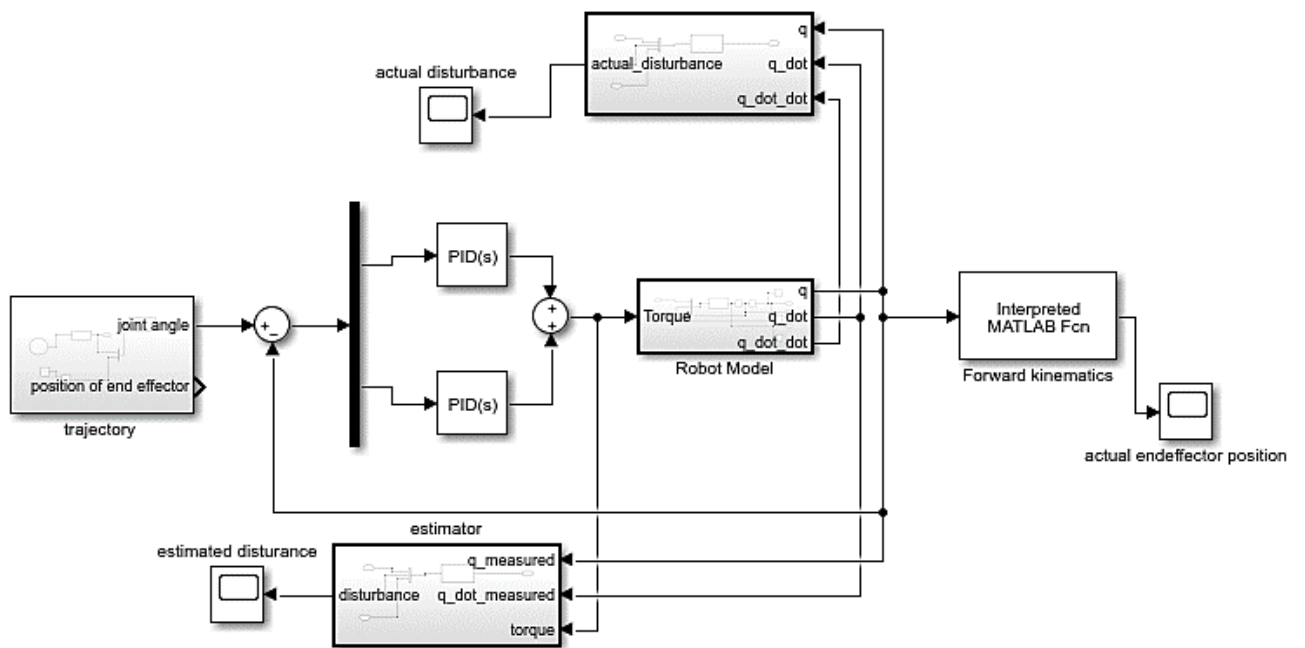 q
actual_disturbance
q_dot
q_dot_dot
actual disturbance
PID(s)
+
−
joint angle
position of end effector
trajectory
+
+
PID(s)
Torque
q
q_dot
q_dot_dot
Robot Model
Interpreted
MATLAB Fcn
Forward kinematics
actual endeffector position
estimator
estimated disturance
q_measured
disturbance
q_dot_measured
torque